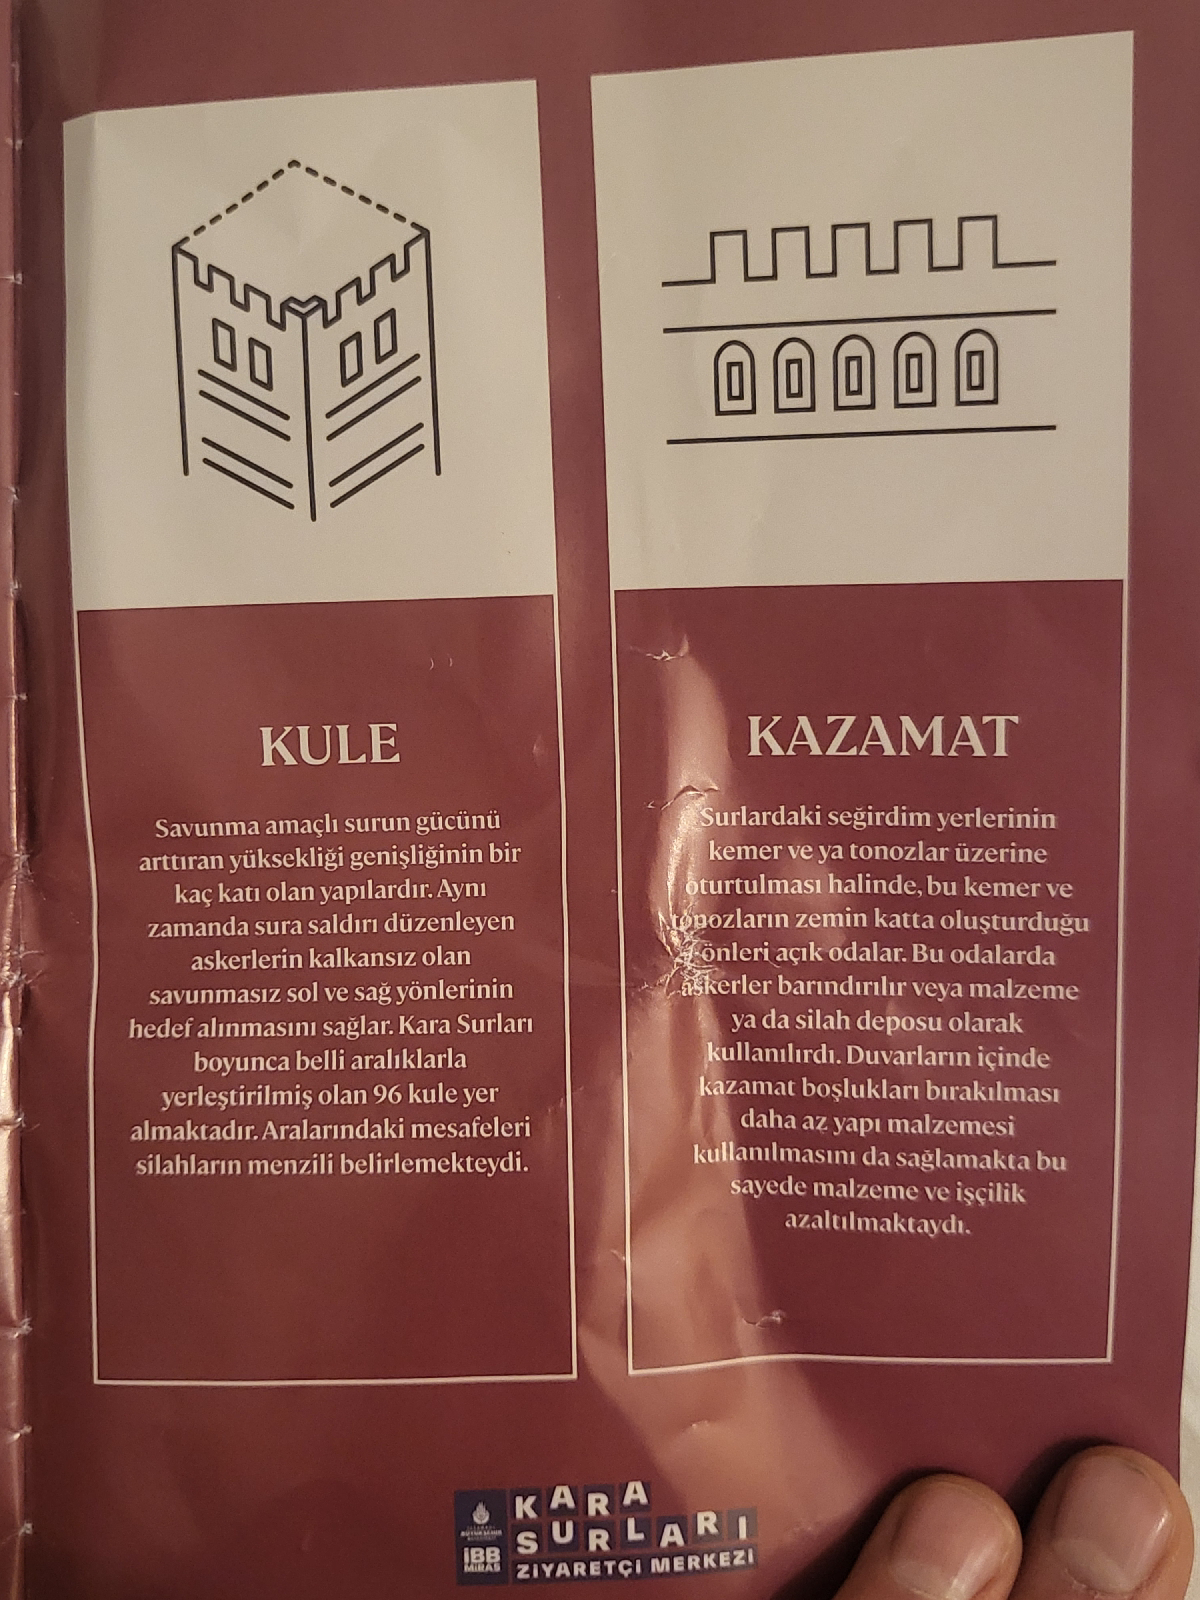 KULE
Savunma amaçlı surun gücünü
arttıran yüksekliği genişliğinin bir
kaç katı olan yapılardır. Aynı
zamanda sura saldırı düzenleyen
askerlerin kalkansız olan
savunmasız sol ve sağ yönlerinin
hedef alınmasını sağlar. Kara Surları
boyunca belli aralıklarla
yerleştirilmiş olan 96 kule yer
almaktadır. Aralarındaki mesafeleri
silahların menzili belirlemekteydi.
KAZAMAT
Surlardaki seğirdim yerlerinin
kemer ve ya tonozlar üzerine
oturtulması halinde, bu kemer ve
tonozların zemin katta oluşturduğu
önleri açık odalar. Bu odalarda
askerler barındırılır veya malzeme
ya da silah deposu olarak
kullanılırdı. Duvarların içinde
kazamat boşlukları bırakılması
daha az yapı malzemesi
kullanılmasını da sağlamakta bu
sayede malzeme ve işçilik
azaltılmaktaydı.
İSTANBUL
BÜYÜKŞEHİR
BELEDİYESİ
İBB
MİRAS
KARA
SURLARI
ZİYARETÇİ MERKEZİ